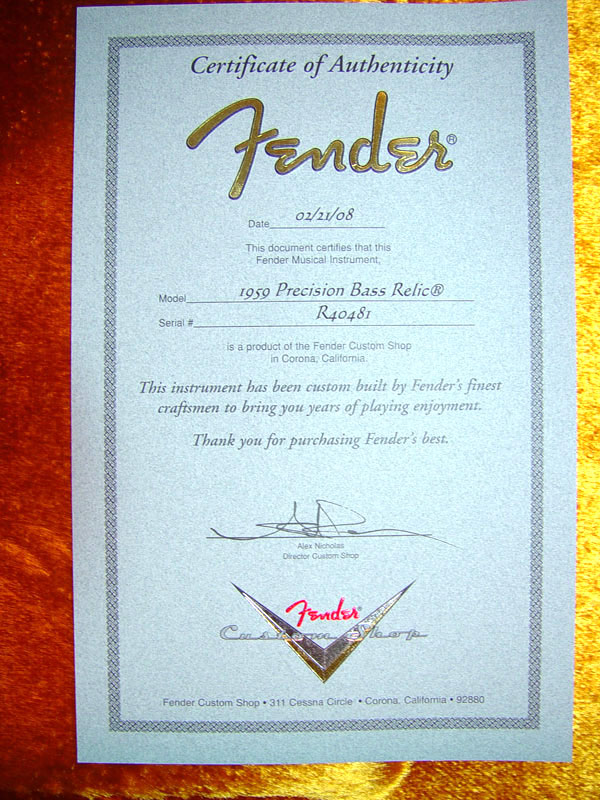 Certificate of Authenticity
Fender®
Date 02/21/08
This document certifies that this
Fender Musical Instrument,
Model 1959 Precision Bass Relic®
Serial # R40481
is a product of the Fender Custom Shop
in Corona, California.
This instrument has been custom built by Fender's finest
craftsmen to bring you years of playing enjoyment.
Thank you for purchasing Fender's best.
Alex Nicholas
Director Custom Shop
Fender®
Custom Shop
Fender Custom Shop • 311 Cessna Circle • Corona, California • 92880